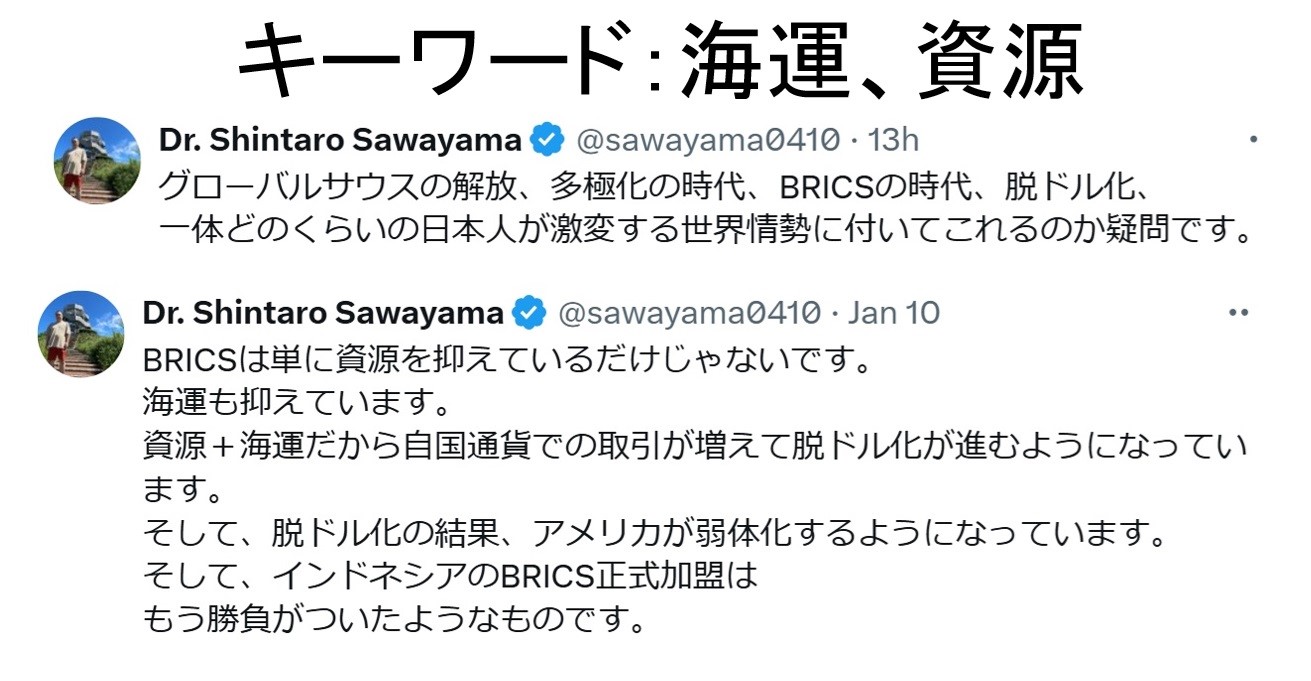 キーワード：海運、資源
Dr. Shintaro Sawayama @sawayama0410 · 13h
グローバルサウスの解放、多極化の時代、BRICSの時代、脱ドル化、
一体どのくらいの日本人が激変する世界情勢に付いてこれるのか疑問です。
Dr. Shintaro Sawayama @sawayama0410 · Jan 10
BRICSは単に資源を抑えているだけじゃないです。
海運も抑えています。
資源＋海運だから自国通貨での取引が増えて脱ドル化が進むようになってい
ます。
そして、脱ドル化の結果、アメリカが弱体化するようになっています。
そして、インドネシアのBRICS正式加盟は
もう勝負がついたようなものです。